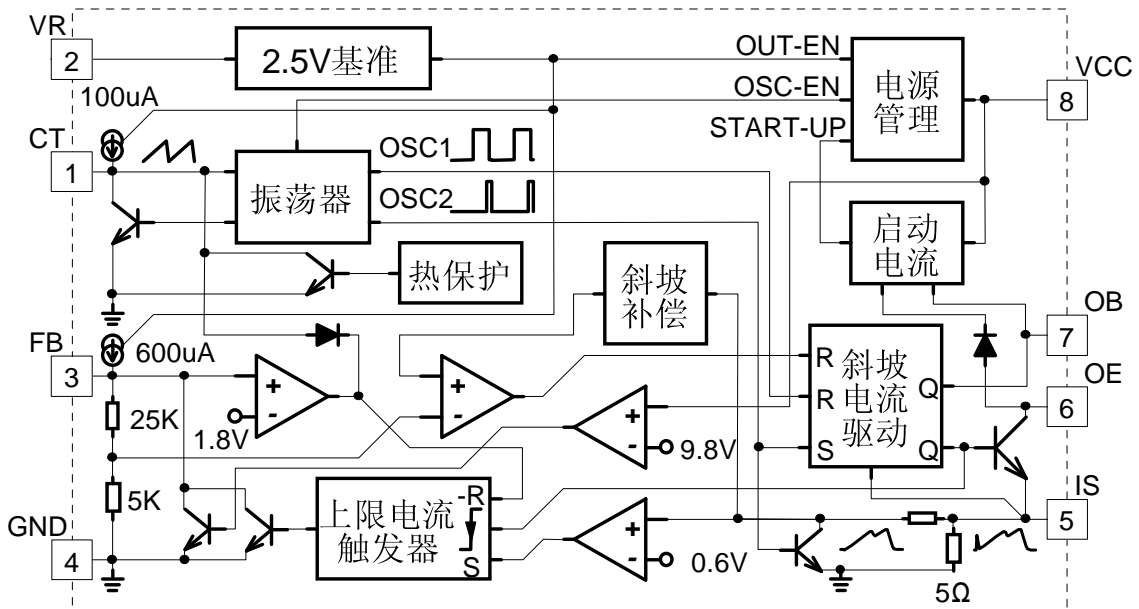 VR
2
2.5V基准
OUT-EN
OSC-EN
START-UP
电源
管理
VCC
8
100uA
CT
1
振荡器
OSC1
OSC2
热保护
斜坡
补偿
启动
电流
OB
7
FB
3
600uA
25K
1.8V
+
-
+
-
+
-
9.8V
R
R
S
斜坡
电流
驱动
Q
Q
OE
6
5K
GND
4
上限电流
触发器
-R
S
+
-
0.6V
5Ω
IS
5